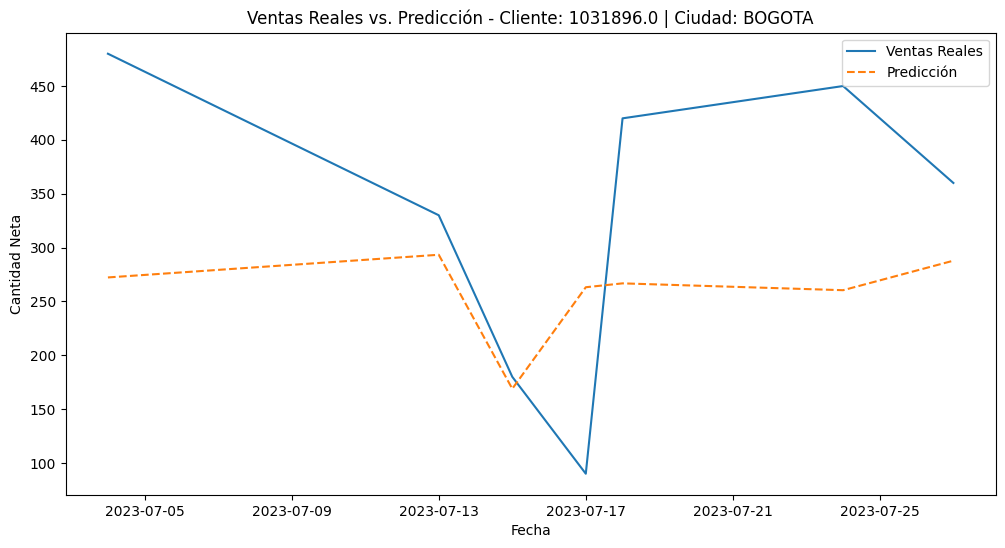 Ventas Reales vs. Predicción - Cliente: 1031896.0 | Ciudad: BOGOTA
Ventas Reales
Predicción
450
400
350
300
250
200
150
100
Cantidad Neta
2023-07-05 2023-07-09 2023-07-13 2023-07-17 2023-07-21 2023-07-25
Fecha